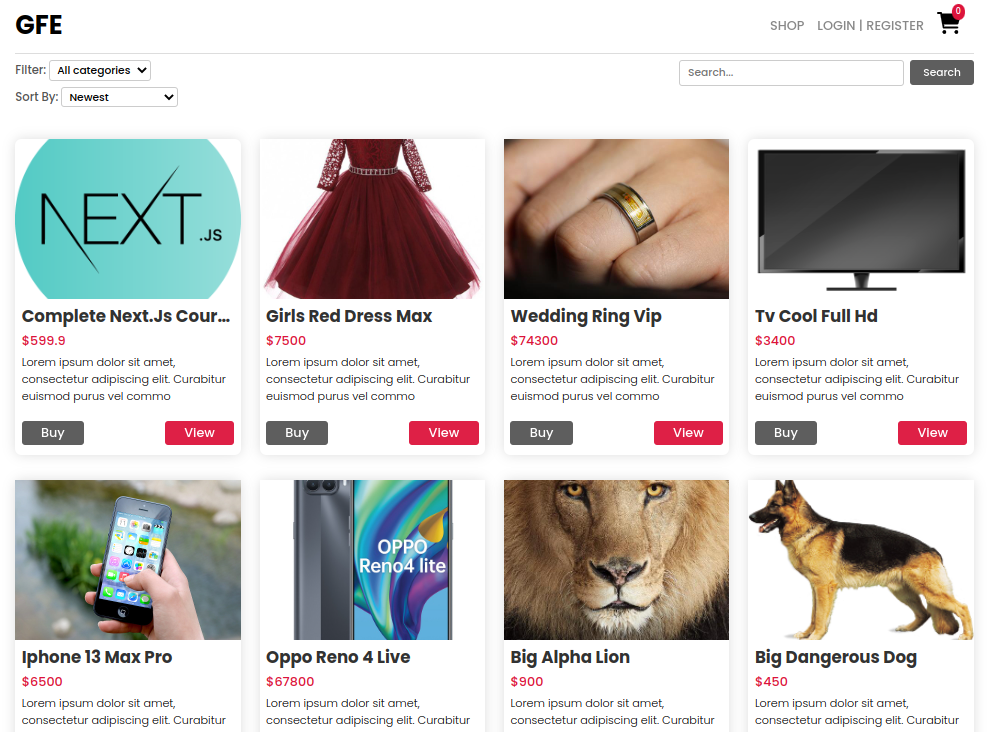 GFE
SHOP LOGIN | REGISTER 0
Filter: All categories
Search... Search
Sort By: Newest
NEXT.JS
Complete Next.Js Cour...
$599.9
Lorem ipsum dolor sit amet,
consectetur adipiscing elit. Curabitur
euismod purus vel commo
Buy View
Girls Red Dress Max
$7500
Lorem ipsum dolor sit amet,
consectetur adipiscing elit. Curabitur
euismod purus vel commo
Buy View
Wedding Ring Vip
$74300
Lorem ipsum dolor sit amet,
consectetur adipiscing elit. Curabitur
euismod purus vel commo
Buy View
Tv Cool Full Hd
$3400
Lorem ipsum dolor sit amet,
consectetur adipiscing elit. Curabitur
euismod purus vel commo
Buy View
Iphone 13 Max Pro
$6500
Lorem ipsum dolor sit amet,
consectetur adipiscing elit. Curabitur
OPPO
Reno4 lite
Oppo Reno 4 Live
$67800
Lorem ipsum dolor sit amet,
consectetur adipiscing elit. Curabitur
Big Alpha Lion
$900
Lorem ipsum dolor sit amet,
consectetur adipiscing elit. Curabitur
Big Dangerous Dog
$450
Lorem ipsum dolor sit amet,
consectetur adipiscing elit. Curabitur